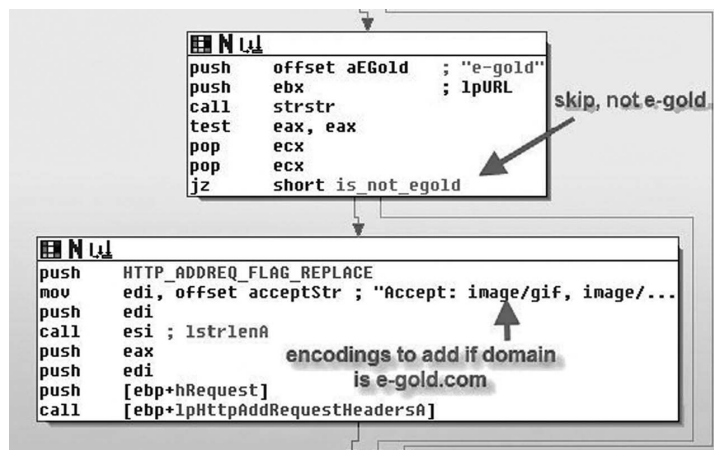 push offset aEGold ; "e-gold"
push ebx ; lpURL
call strstr
test eax, eax
pop ecx
pop ecx
jz short is_not_egold
skip, not e-gold
push HTTP_ADDREQ_FLAG_REPLACE
mov edi, offset acceptStr ; "Accept: image/gif, image/...
push edi
call esi ; lstrlenA
push eax
push edi
push [ebp+hRequest]
call [ebp+lpHttpAddRequestHeadersA]
encodings to add if domain
is e-gold.com